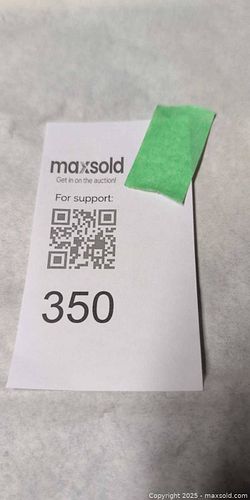 maxsold
Get in on the auction!
For support:
350
Copyright © 2025 - maxsold.com